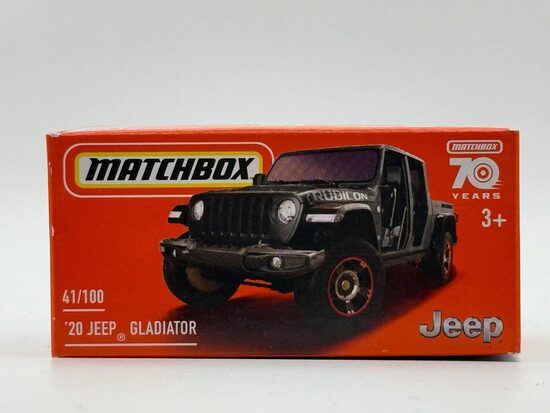 MATCHBOX
MATCHBOX
70
YEARS
3+
RUBICON
41/100
'20 JEEP® GLADIATOR
Jeep